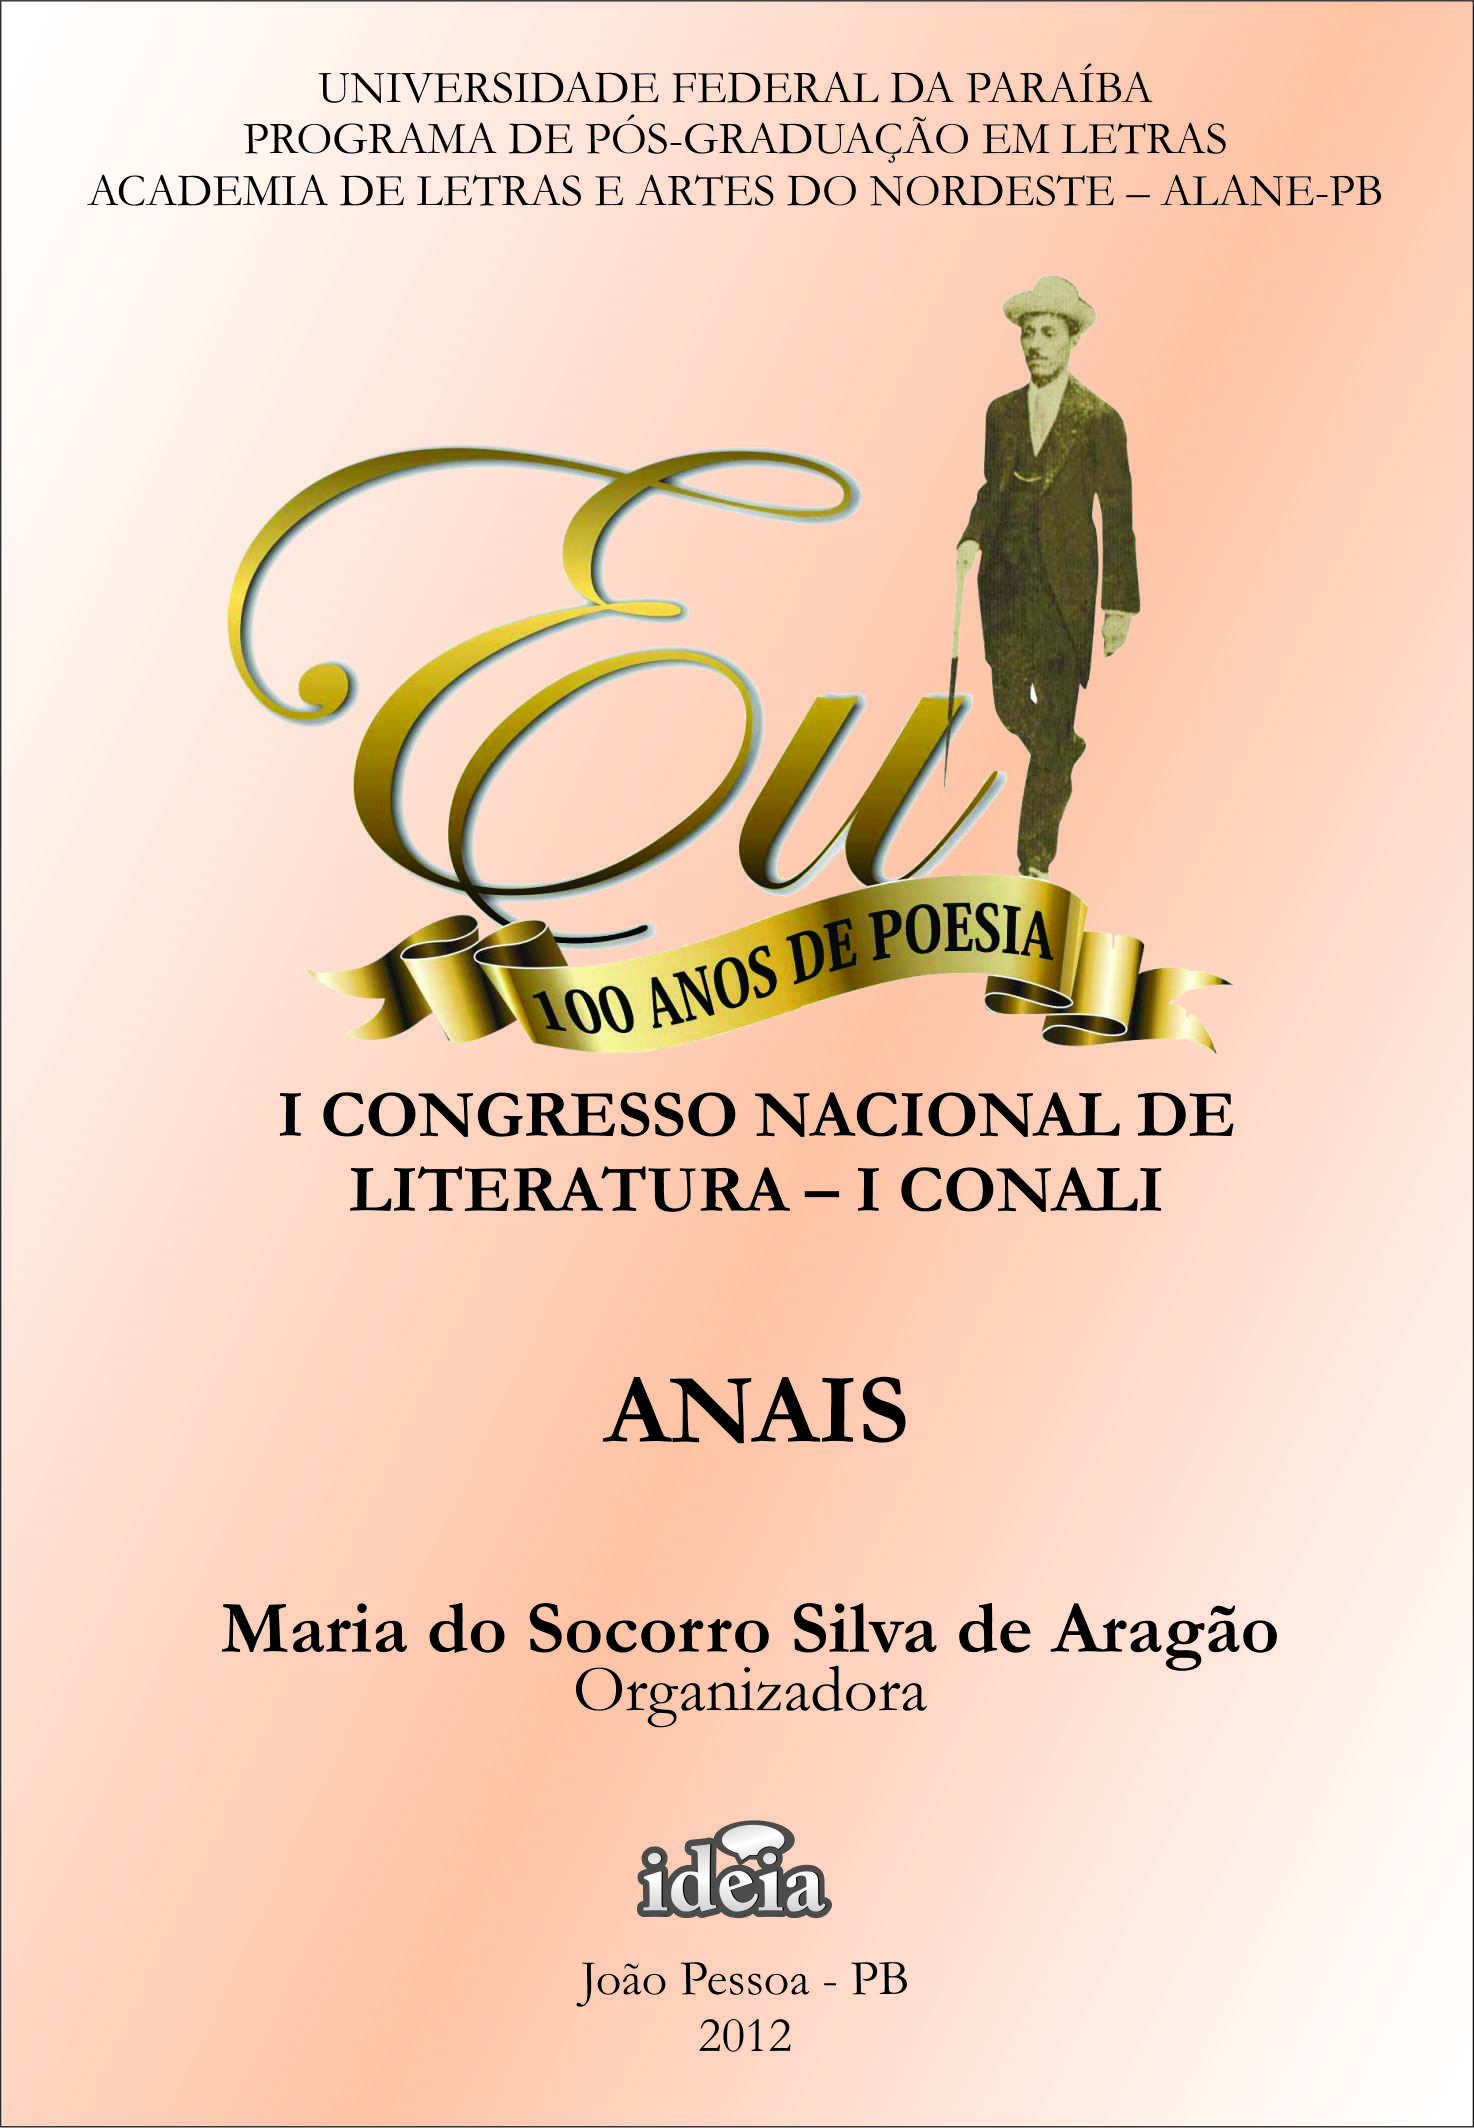 UNIVERSIDADE FEDERAL DA PARAÍBA
PROGRAMA DE PÓS-GRADUAÇÃO EM LETRAS
ACADEMIA DE LETRAS E ARTES DO NORDESTE – ALANE-PB
Eu
100 ANOS DE POESIA
I CONGRESSO NACIONAL DE
LITERATURA – I CONALI
ANAIS
Maria do Socorro Silva de Aragão
Organizadora
idéia
João Pessoa - PB
2012